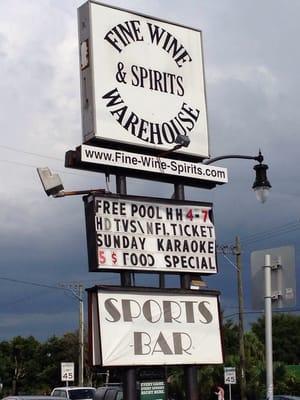 FINE WINE
& SPIRITS
WAREHOUSE
www.Fine-Wine-Spirits.com
FREE POOL HH 4-7
HDTVS\NFL TICKET
SUNDAY KARAOKE
5 $ FOOD SPECIAL
SPORTS
BAR
45
45